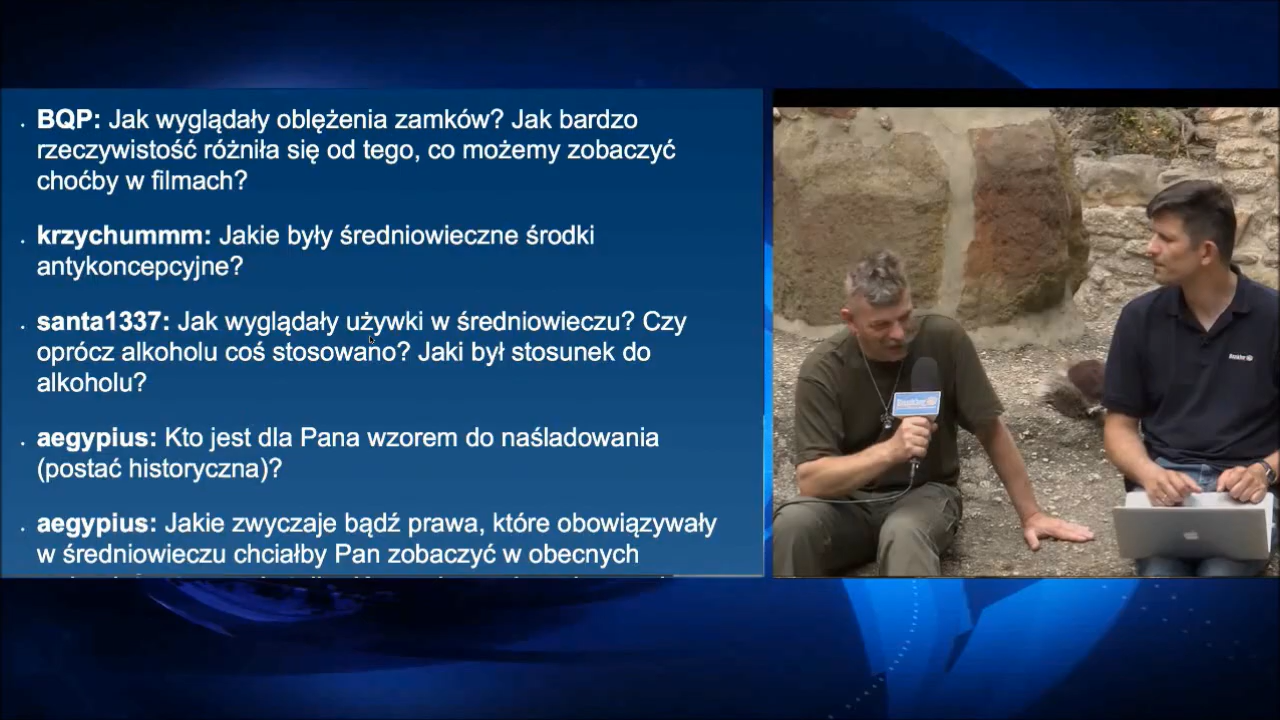 BQP: Jak wyglądały oblężenia zamków? Jak bardzo
rzeczywistość różniła się od tego, co możemy zobaczyć
choćby w filmach?
krzychummm: Jakie były średniowieczne środki
antykoncepcyjne?
santa1337: Jak wyglądały używki w średniowieczu? Czy
oprócz alkoholu coś stosowano? Jaki był stosunek do
alkoholu?
aegypius: Kto jest dla Pana wzorem do naśladowania
(postać historyczna)?
aegypius: Jakie zwyczaje bądź prawa, które obowiązywały
w średniowieczu chciałby Pan zobaczyć w obecnych